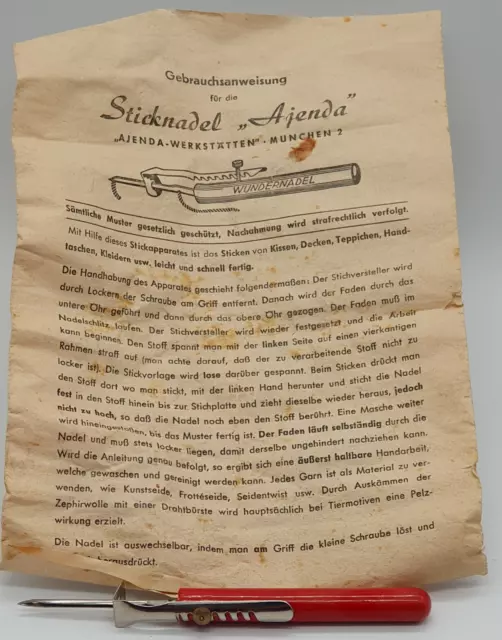 Gebrauchsanweisung
für die
Sticknadel „Ajenda"
„AJENDA-WERKSTÄTTEN" · MÜNCHEN 2
WUNDERNADEL
Sämtliche Muster gesetzlich geschützt, Nachahmung wird strafrechtlich verfolgt.
Mit Hilfe dieses Stickapparates ist das Sticken von Kissen, Decken, Teppichen, Hand-
taschen, Kleidern usw. leicht und schnell fertig.
Die Handhabung des Apparates geschieht folgendermaßen: Der Stichversteller wird
durch Lockern der Schraube am Griff entfernt. Danach wird der Faden durch das
untere Ohr geführt und dann durch das obere Ohr gezogen. Der Faden muß im
Nadelschlitz laufen. Der Stichversteller wird wieder festgesetzt und die Arbeit
kann beginnen. Den Stoff spannt man mit der linken Seite auf einen vierkantigen
Rahmen straff auf (man achte darauf, daß der zu verarbeitende Stoff nicht zu
locker ist). Die Stickvorlage wird lose darüber gespannt. Beim Sticken drückt man
den Stoff dort wo man stickt, mit der linken Hand herunter und sticht die Nadel
fest in den Stoff hinein bis zur Stichplatte und zieht dieselbe wieder heraus, jedoch
nicht zu hoch, so daß die Nadel noch eben den Stoff berührt. Eine Masche weiter
wird hineingestoßen, bis das Muster fertig ist. Der Faden läuft selbständig durch die
Nadel und muß stets locker liegen, damit derselbe ungehindert nachziehen kann.
Wird die Anleitung genau befolgt, so ergibt sich eine äußerst haltbare Handarbeit,
welche gewaschen und gereinigt werden kann. Jedes Garn ist als Material zu ver-
wenden, wie Kunstseide, Frottéseide, Seidentwist usw. Durch Auskämmen der
Zephirwolle mit einer Drahtbürste wird hauptsächlich bei Tiermotiven eine Pelz-
wirkung erzielt.
Die Nadel ist auswechselbar, indem man am Griff die kleine Schraube löst und
herausdrückt.